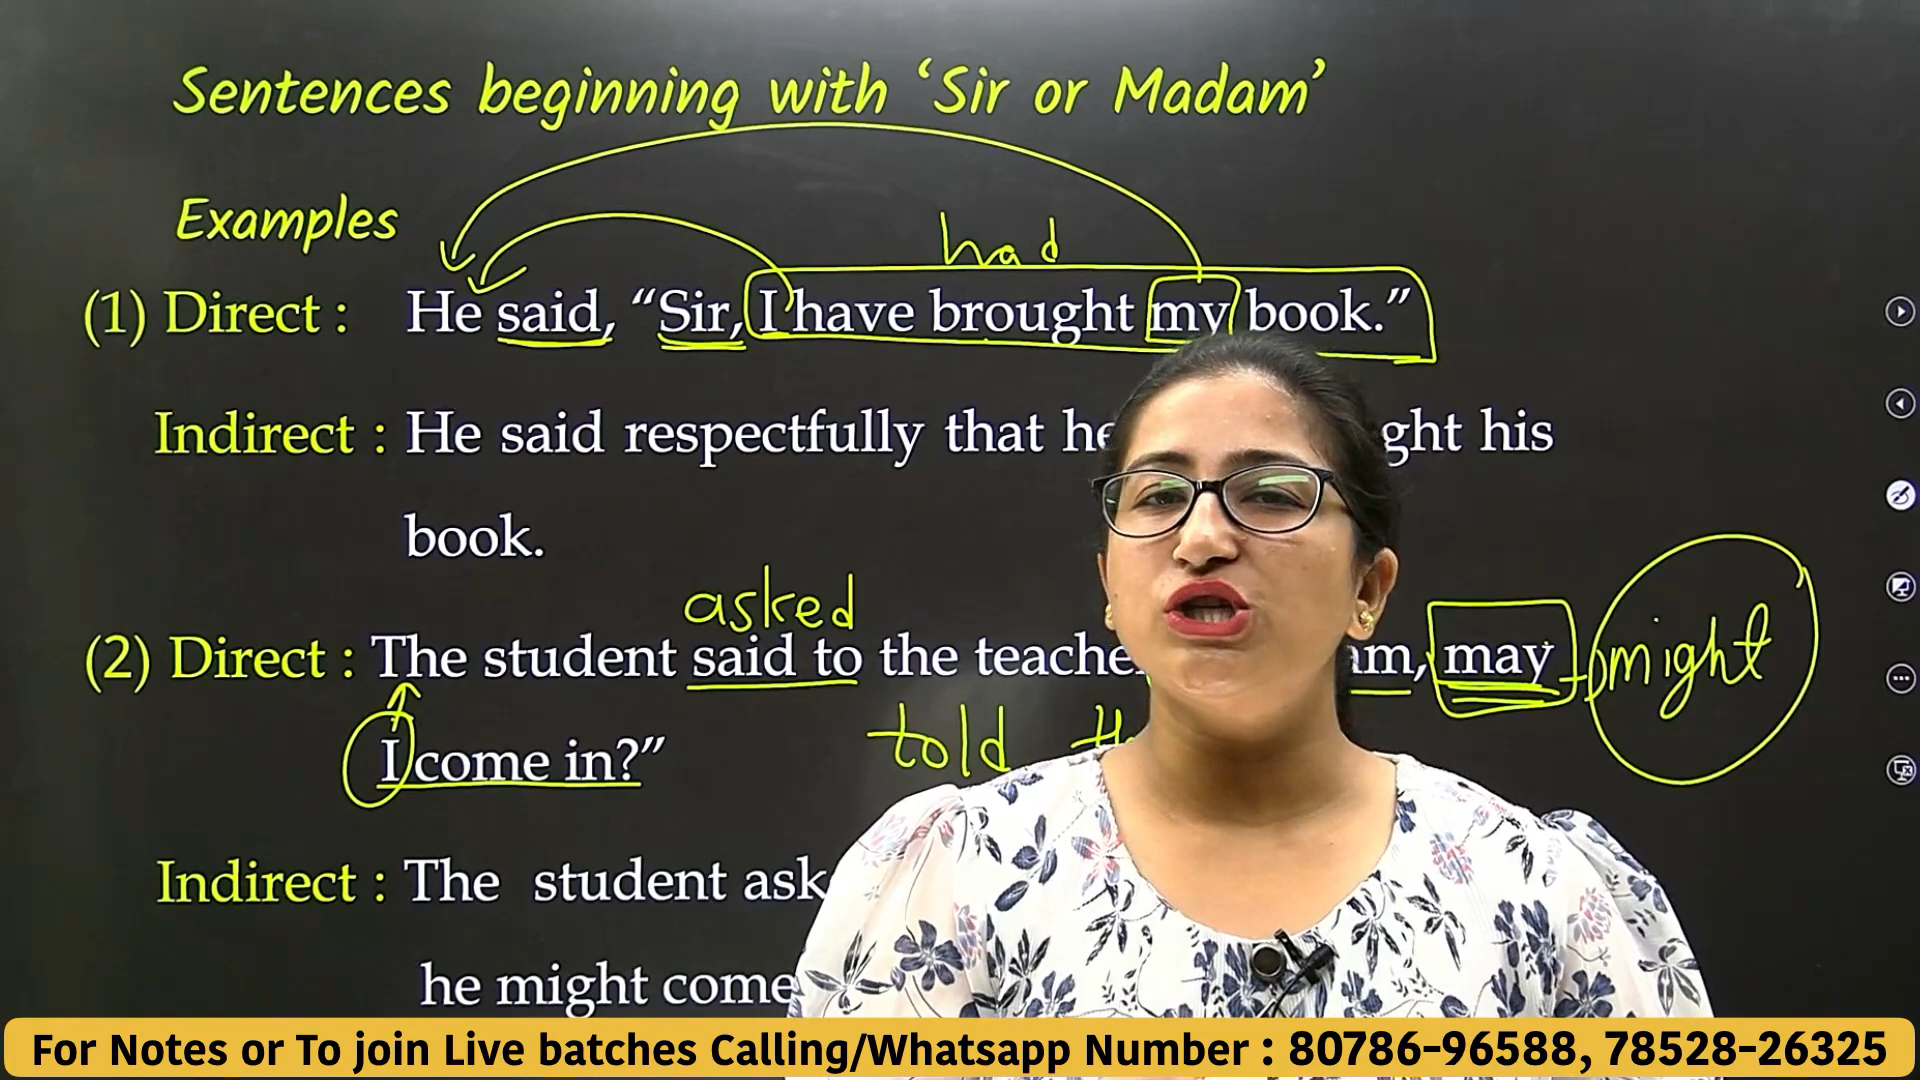 Sentences beginning with ‘Sir or Madam’
Examples
had
(1) Direct : He said, “Sir, I have brought my book.”
Indirect : He said respectfully that he ght his
book.
asked
(2) Direct : The student said to the teache am, may might
I come in?”
told
Indirect : The student ask
he might come
For Notes or To join Live batches Calling/Whatsapp Number : 80786-96588, 78528-26325